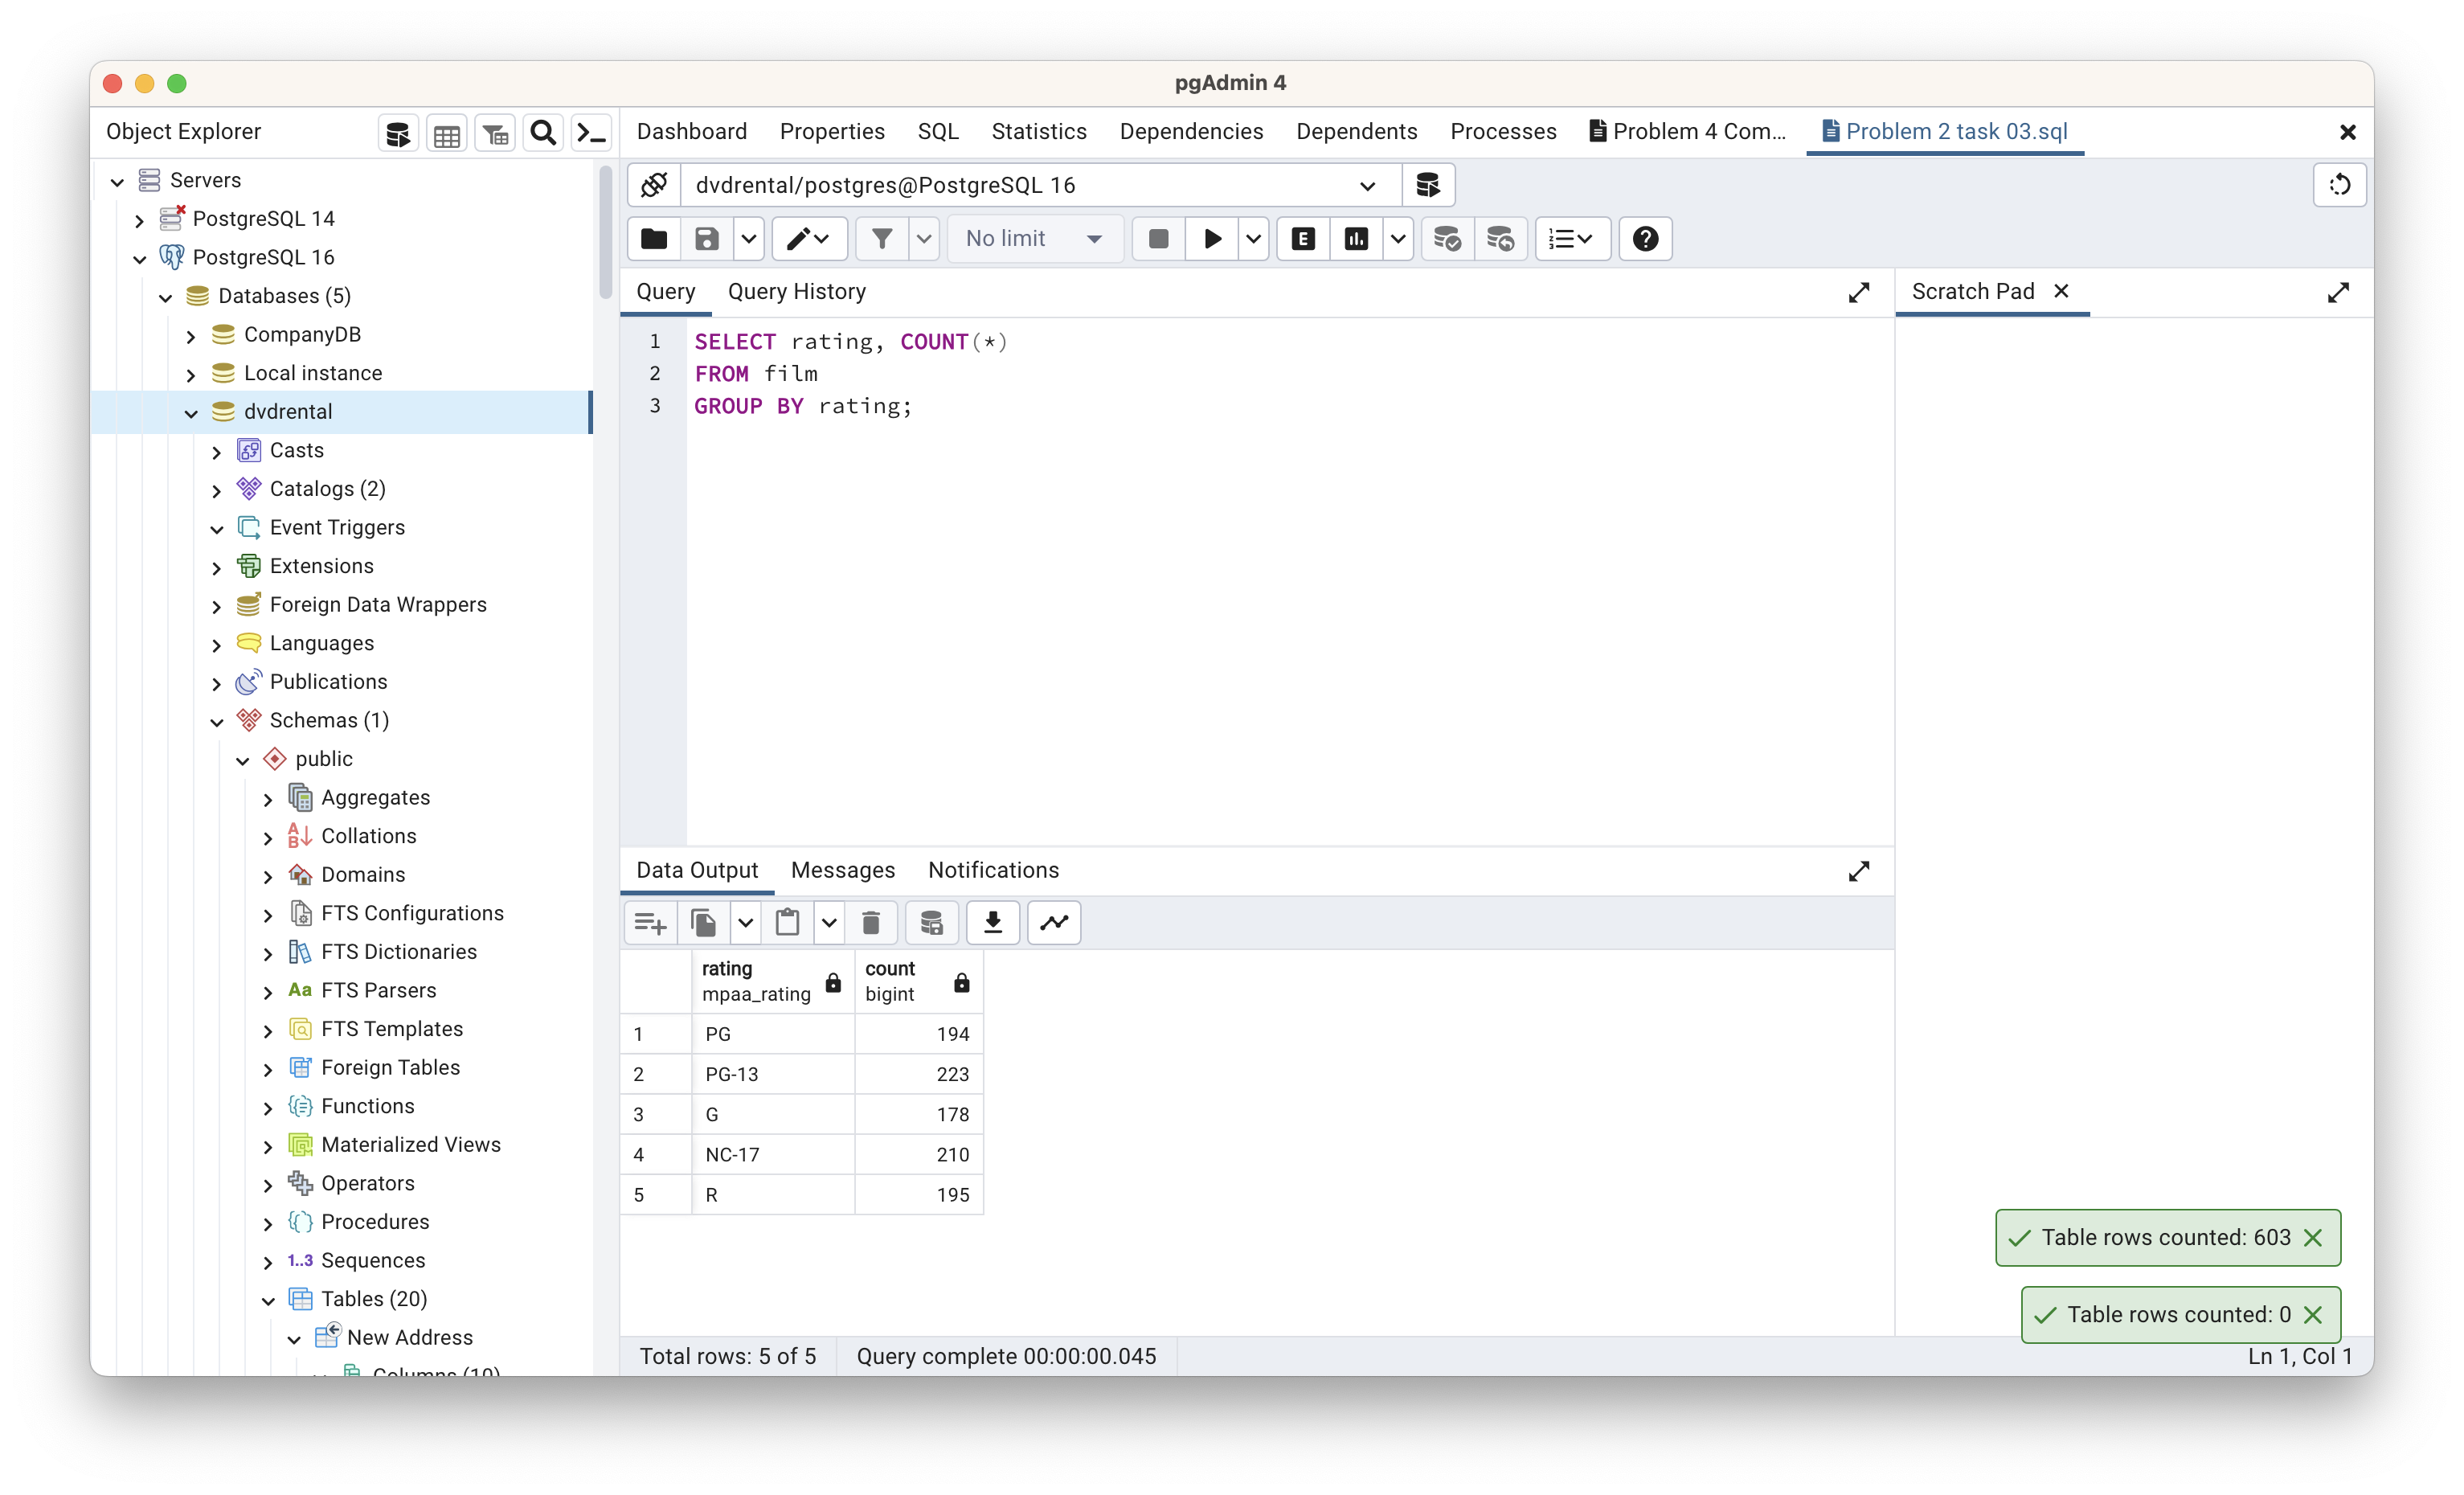 pgAdmin 4
Object Explorer
Dashboard Properties SQL Statistics Dependencies Dependents Processes Problem 4 Com... Problem 2 task 03.sql
Servers
PostgreSQL 14
PostgreSQL 16
Databases (5)
CompanyDB
Local instance
dvdrental
Casts
Catalogs (2)
Event Triggers
Extensions
Foreign Data Wrappers
Languages
Publications
Schemas (1)
public
Aggregates
Collations
Domains
FTS Configurations
FTS Dictionaries
Aa FTS Parsers
FTS Templates
Foreign Tables
Functions
Materialized Views
Operators
Procedures
1..3 Sequences
Tables (20)
New Address
Columns (10)
dvdrental/postgres@PostgreSQL 16
No limit
E
Query Query History
1 SELECT rating, COUNT(*)
2 FROM film
3 GROUP BY rating;
Scratch Pad
Data Output Messages Notifications
rating count
mpaa_rating bigint
1 PG 194
2 PG-13 223
3 G 178
4 NC-17 210
5 R 195
Table rows counted: 603
Table rows counted: 0
Total rows: 5 of 5 Query complete 00:00:00.045 Ln 1, Col 1